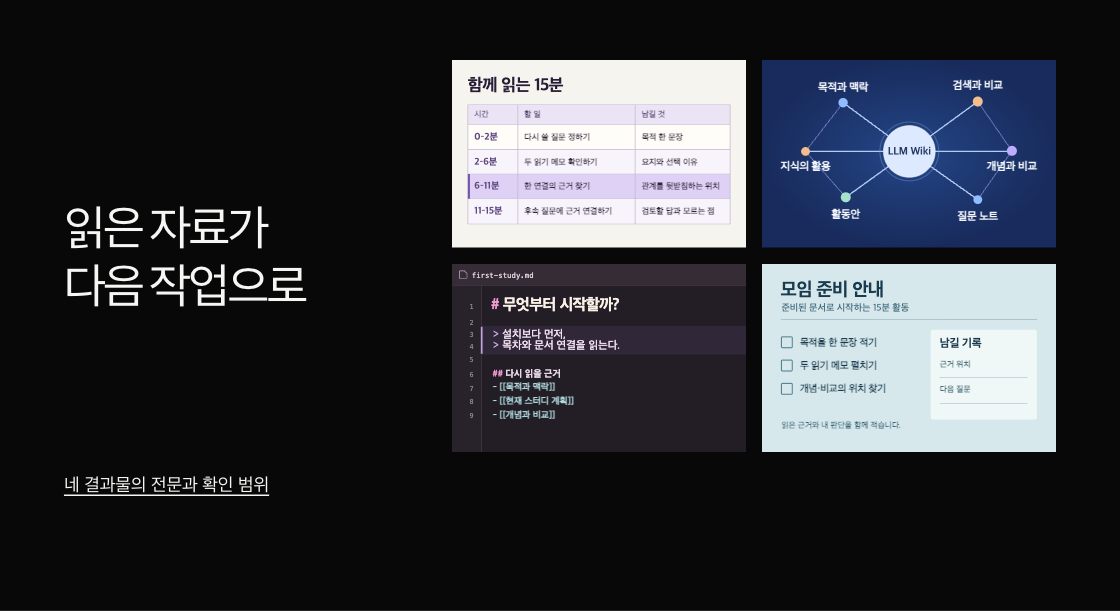 읽은 자료가
다음 작업으로
네 결과물의 전문과 확인 범위
함께 읽는 15분
시간 할 일 남길 것
0-2분 다시 쓸 질문 정하기 목적 한 문장
2-6분 두 읽기 메모 확인하기 요지와 선택 이유
6-11분 한 연결의 근거 찾기 관계를 뒷받침하는 위치
11-15분 후속 질문에 근거 연결하기 검토할 답과 모르는 점
목적과 맥락
검색과 비교
LLM Wiki
지식의 활용
개념과 비교
활동안
질문 노트
first-study.md
1 # 무엇부터 시작할까?
2
3 > 설치보다 먼저,
4 > 목차와 문서 연결을 읽는다.
5
6 ## 다시 읽을 근거
7 - [[목적과 맥락]]
8 - [[현재 스터디 계획]]
9 - [[개념과 비교]]
모임 준비 안내
준비된 문서로 시작하는 15분 활동
목적을 한 문장 적기
두 읽기 메모 펼치기
개념·비교의 위치 찾기
남길 기록
근거 위치
다음 질문
읽은 근거와 내 판단을 함께 적습니다.